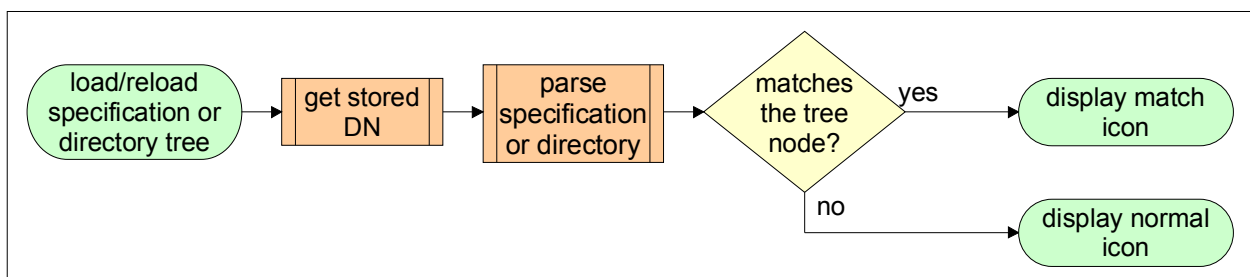 load/reload
specification or
directory tree
get stored
DN
parse
specification
or directory
matches
the tree
node?
yes
display match
icon
no
display normal
icon